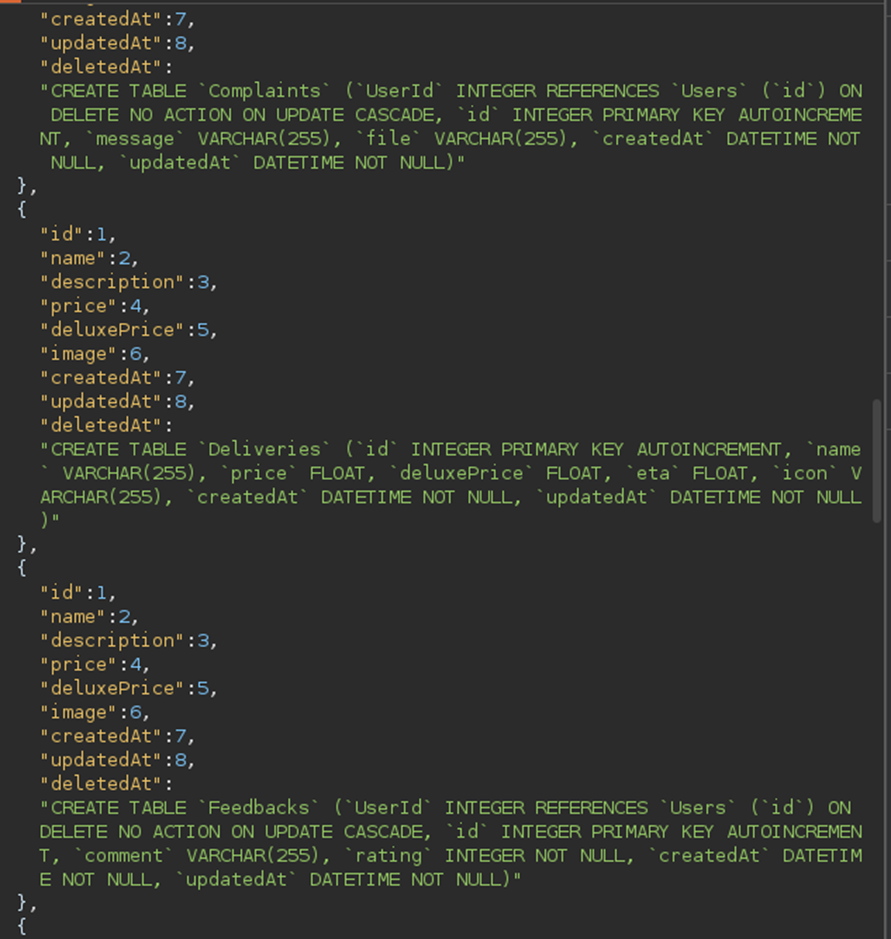 "createdAt":7,
"updatedAt":8,
"deletedAt":
"CREATE TABLE `Complaints` (`UserId` INTEGER REFERENCES `Users` (`id`) ON
DELETE NO ACTION ON UPDATE CASCADE, `id` INTEGER PRIMARY KEY AUTOINCREME
NT, `message` VARCHAR(255), `file` VARCHAR(255), `createdAt` DATETIME NOT
NULL, `updatedAt` DATETIME NOT NULL)"
},
{
"id":1,
"name":2,
"description":3,
"price":4,
"deluxePrice":5,
"image":6,
"createdAt":7,
"updatedAt":8,
"deletedAt":
"CREATE TABLE `Deliveries` (`id` INTEGER PRIMARY KEY AUTOINCREMENT, `name
` VARCHAR(255), `price` FLOAT, `deluxePrice` FLOAT, `eta` FLOAT, `icon` V
ARCHAR(255), `createdAt` DATETIME NOT NULL, `updatedAt` DATETIME NOT NULL
)"
},
{
"id":1,
"name":2,
"description":3,
"price":4,
"deluxePrice":5,
"image":6,
"createdAt":7,
"updatedAt":8,
"deletedAt":
"CREATE TABLE `Feedbacks` (`UserId` INTEGER REFERENCES `Users` (`id`) ON
DELETE NO ACTION ON UPDATE CASCADE, `id` INTEGER PRIMARY KEY AUTOINCREMEN
T, `comment` VARCHAR(255), `rating` INTEGER NOT NULL, `createdAt` DATETIM
E NOT NULL, `updatedAt` DATETIME NOT NULL)"
},
{